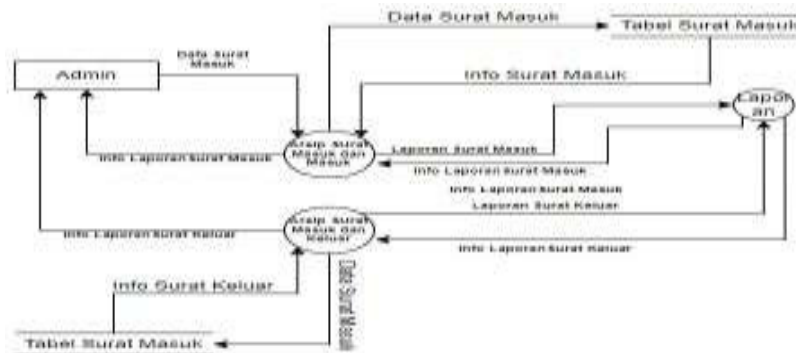 Data Surat Masuk
Tabel Surat Masuk
Data Surat
Masuk
Admin
Info Surat Masuk
Lapor
an
Arsip Surat
Masuk dan
Masuk
Laporan Surat Masuk
Info Laporan Surat Masuk
Info Laporan Surat Masuk
Info Laporan Surat Masuk
Laporan Surat Keluar
Arsip Surat
Masuk dan
Keluar
Info Laporan Surat Keluar
Info Laporan Surat Keluar
Data Surat Masuk
Info Surat Keluar
Tabel Surat Masuk